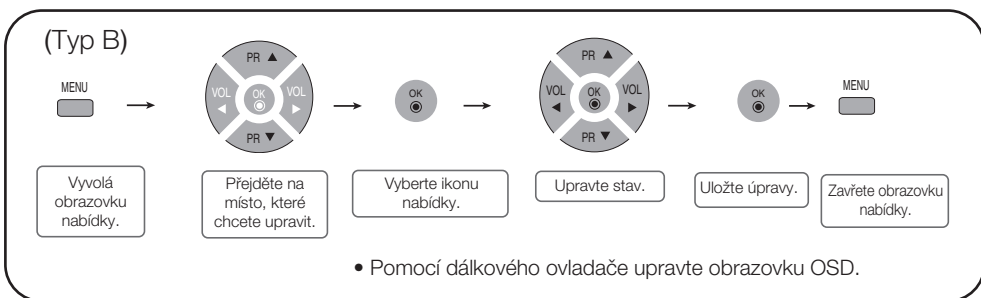 (Typ B)
MENU
PR ▲
VOL ◄
OK
VOL ►
PR ▼
OK
PR ▲
VOL ◄
OK
VOL ►
PR ▼
OK
MENU
Vyvolá
obrazovku
nabídky.
Přejděte na
místo, které
chcete upravit.
Vyberte ikonu
nabídky.
Upravte stav.
Uložte úpravy.
Zavřete obrazovku
nabídky.
• Pomocí dálkového ovladače upravte obrazovku OSD.